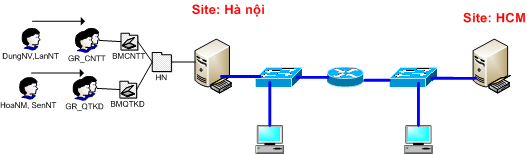 Site: Hà nội
Site: HCM
DungNV,LanNT
GR_CNTT
BMCNTT
HN
HoaNM, SenNT
GR_QTKD
BMQTKD